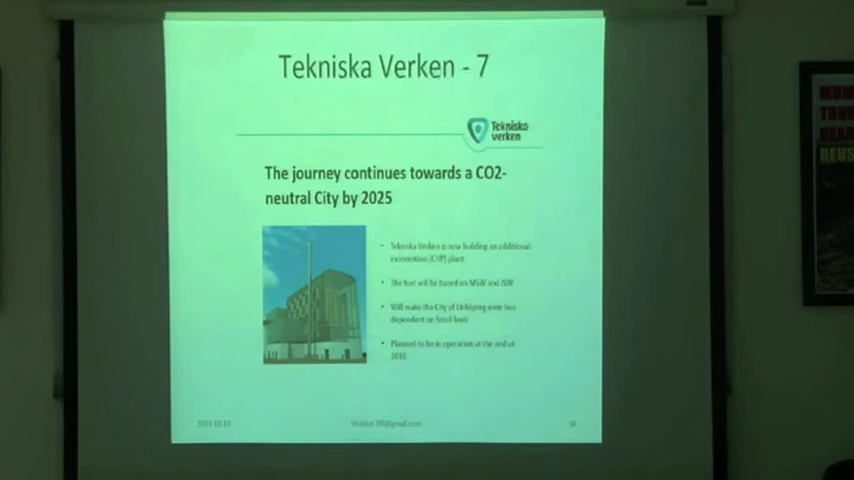 Tekniska Verken - 7
Tekniska
verken
The journey continues towards a CO2-
neutral City by 2025
• Tekniska Verken is now building an additional
incineration (CHP) plant
• The fuel will be based on MSW and ISW
• Will make the City of Linköping even less
dependent on fossil fuels
• Planned to be in operation at the end of
REUS